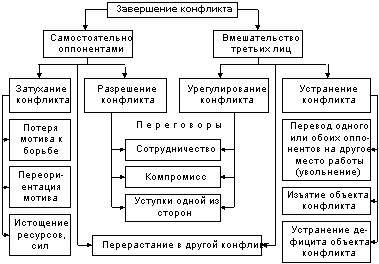 Завершение конфликта
Самостоятельно
оппонентами
Вмешательство
третьих лиц
Затухание
конфликта
Разрешение
конфликта
Урегулирование
конфликта
Устранение
конфликта
Переговоры
Потеря
мотива к
борьбе
Переори-
ентация
мотива
Истощение
ресурсов,
сил
Сотрудничество
Компромисс
Уступки одной из
сторон
Перевод одного
или обоих оппо-
нентов на другое
место работы
(увольнение)
Изъятие объекта
конфликта
Устранение де-
фицита объекта
конфликта
Перерастание в другой конфлик